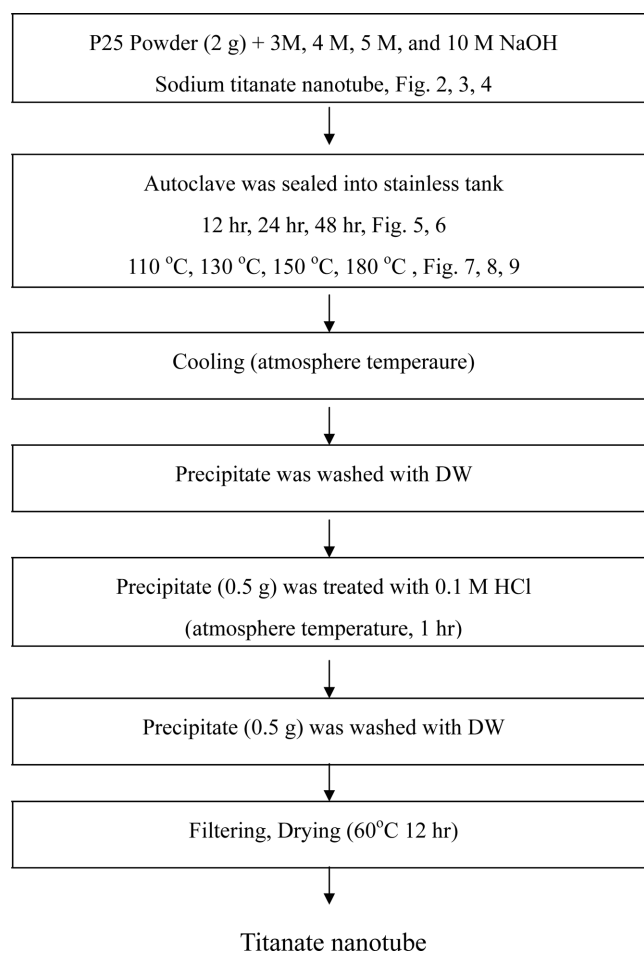 P25 Powder (2 g) + 3M, 4 M, 5 M, and 10 M NaOH
Sodium titanate nanotube, Fig. 2, 3, 4
Autoclave was sealed into stainless tank
12 hr, 24 hr, 48 hr, Fig. 5, 6
110 °C, 130 °C, 150 °C, 180 °C , Fig. 7, 8, 9
Cooling (atmosphere temperaure)
Precipitate was washed with DW
Precipitate (0.5 g) was treated with 0.1 M HCl
(atmosphere temperature, 1 hr)
Precipitate (0.5 g) was washed with DW
Filtering, Drying (60°C 12 hr)
Titanate nanotube